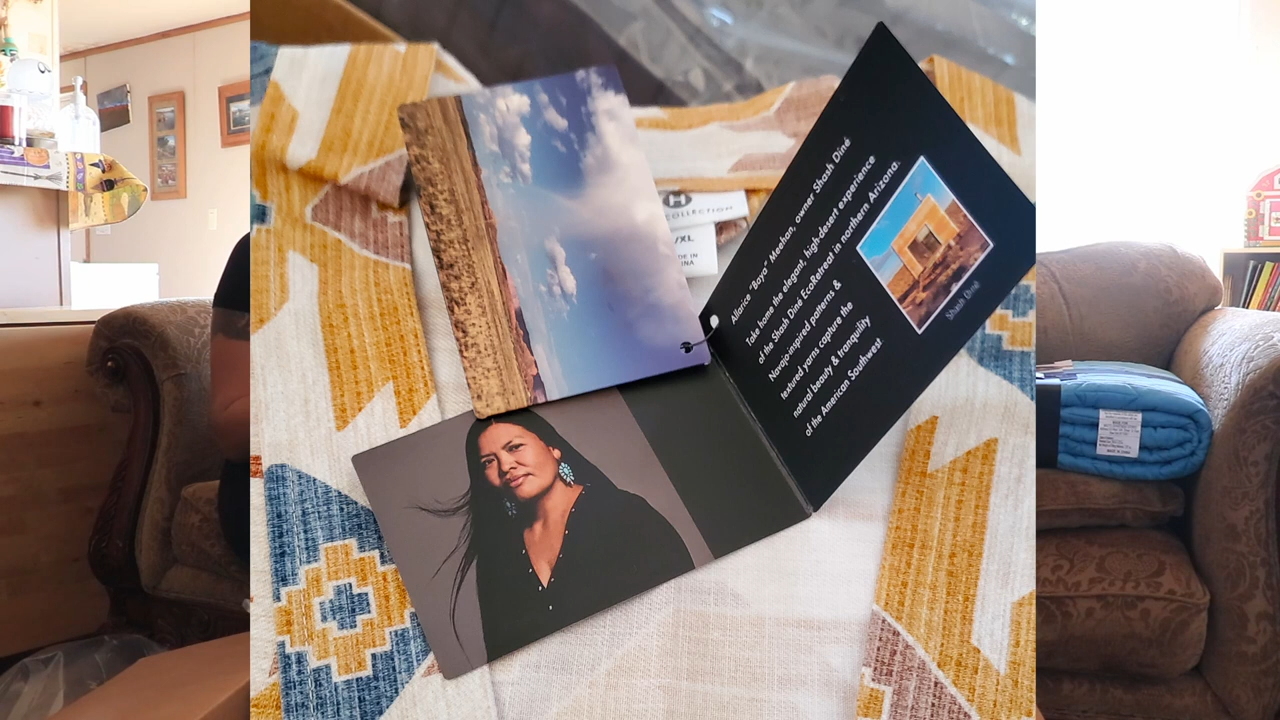 Allarice "Baya" Meehan, owner Shash Diné
Take home the elegant, high-desert experience
of the Shash Diné EcoRetreat in northern Arizona.
Navajo-inspired patterns &
textured yarns capture the
natural beauty & tranquility
of the American Southwest.
Shash Diné
H
COLLECTION
/XL
DE IN
INA